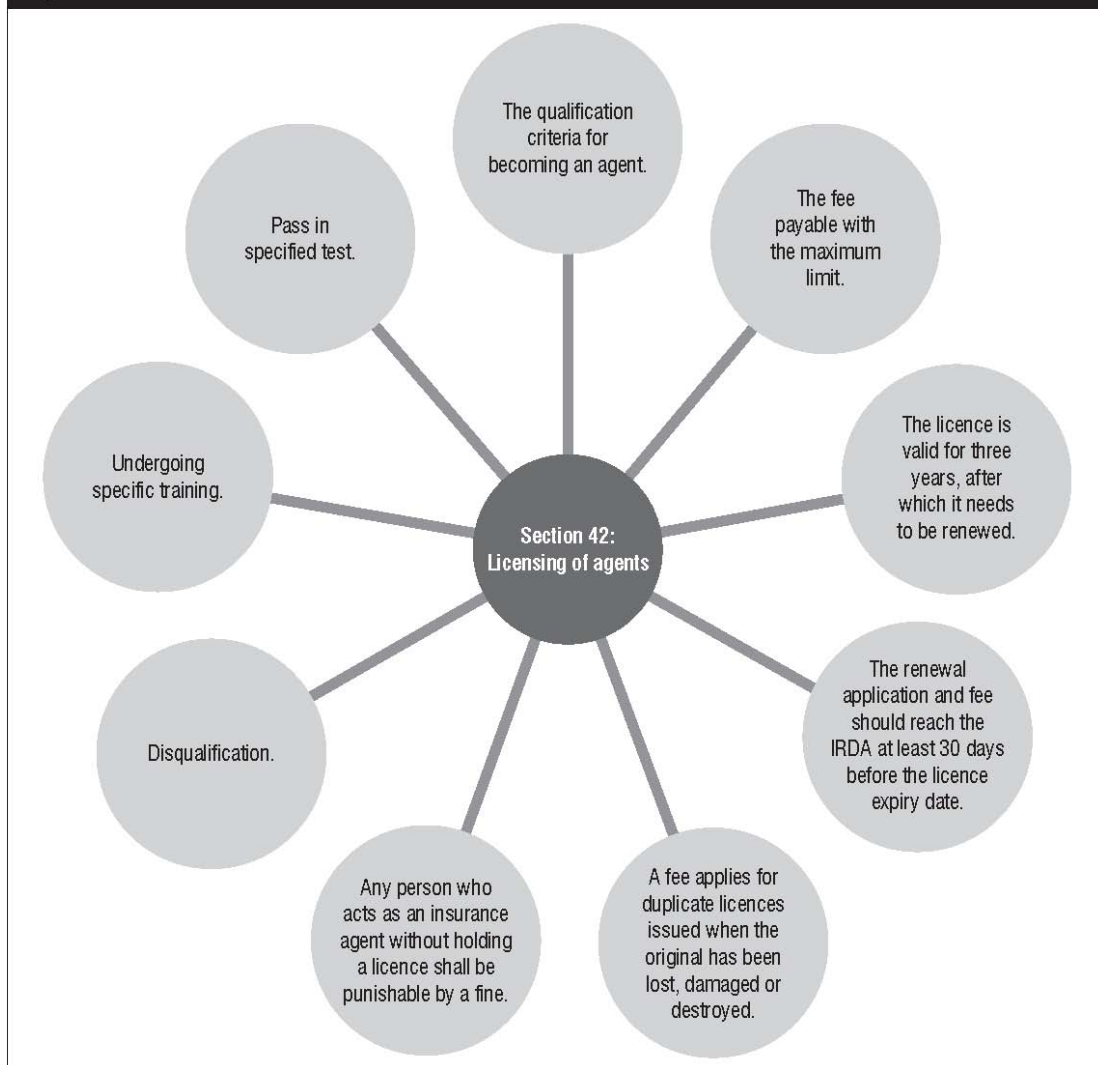 The qualification
criteria for
becoming an agent.
The fee
payable with
the maximum
limit.
The licence is
valid for three
years, after
which it needs
to be renewed.
The renewal
application and fee
should reach the
IRDA at least 30 days
before the licence
expiry date.
A fee applies for
duplicate licences
issued when the
original has been
lost, damaged or
destroyed.
Any person who
acts as an insurance
agent without holding
a licence shall be
punishable by a fine.
Disqualification.
Undergoing
specific training.
Pass in
specified test.
Section 42:
Licensing of agents